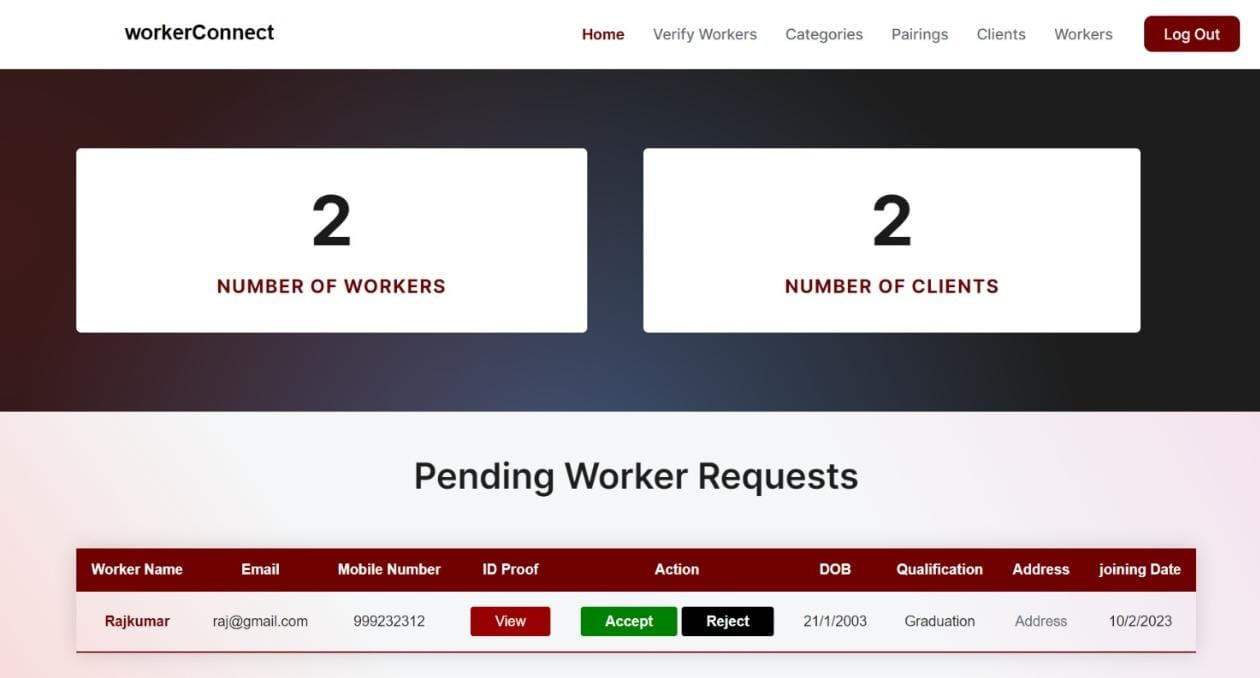 workerConnect Home Verify Workers Categories Pairings Clients Workers Log Out
2 2
NUMBER OF WORKERS NUMBER OF CLIENTS
Pending Worker Requests
Worker Name Email Mobile Number ID Proof Action DOB Qualification Address joining Date
Rajkumar raj@gmail.com 999232312 View Accept Reject 21/1/2003 Graduation Address 10/2/2023